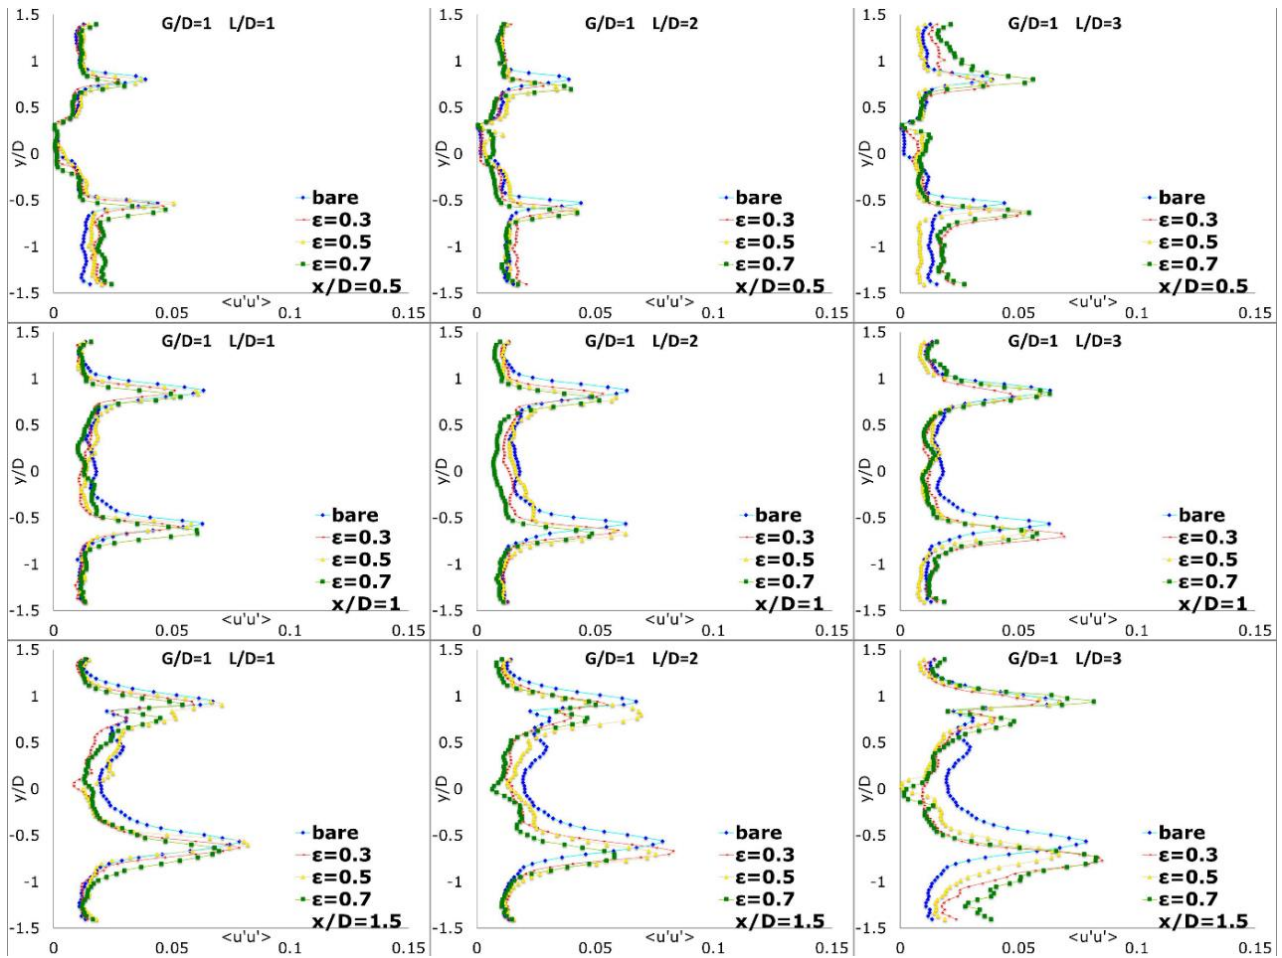 G/D=1 L/D=1
1.5
1
0.5
0
-0.5
-1
-1.5
y/D
bare
ε=0.3
ε=0.5
ε=0.7
x/D=0.5
0
0.05
<u'u'>
0.1
0.15
G/D=1 L/D=2
1.5
1
0.5
0
-0.5
-1
-1.5
y/D
bare
ε=0.3
ε=0.5
ε=0.7
x/D=0.5
0
0.05
<u'u'>
0.1
0.15
G/D=1 L/D=3
1.5
1
0.5
0
-0.5
-1
-1.5
y/D
bare
ε=0.3
ε=0.5
ε=0.7
x/D=0.5
0
0.05
<u'u'>
0.1
0.15
G/D=1 L/D=1
1.5
1
0.5
0
-0.5
-1
-1.5
y/D
bare
ε=0.3
ε=0.5
ε=0.7
x/D=1
0
0.05
<u'u'>
0.1
0.15
G/D=1 L/D=2
1.5
1
0.5
0
-0.5
-1
-1.5
y/D
bare
ε=0.3
ε=0.5
ε=0.7
x/D=1
0
0.05
<u'u'>
0.1
0.15
G/D=1 L/D=3
1.5
1
0.5
0
-0.5
-1
-1.5
y/D
bare
ε=0.3
ε=0.5
ε=0.7
x/D=1
0
0.05
<u'u'>
0.1
0.15
G/D=1 L/D=1
1.5
1
0.5
0
-0.5
-1
-1.5
y/D
bare
ε=0.3
ε=0.5
ε=0.7
x/D=1.5
0
0.05
<u'u'>
0.1
0.15
G/D=1 L/D=2
1.5
1
0.5
0
-0.5
-1
-1.5
y/D
bare
ε=0.3
ε=0.5
ε=0.7
x/D=1.5
0
0.05
<u'u'>
0.1
0.15
G/D=1 L/D=3
1.5
1
0.5
0
-0.5
-1
-1.5
y/D
bare
ε=0.3
ε=0.5
ε=0.7
x/D=1.5
0
0.05
<u'u'>
0.1
0.15